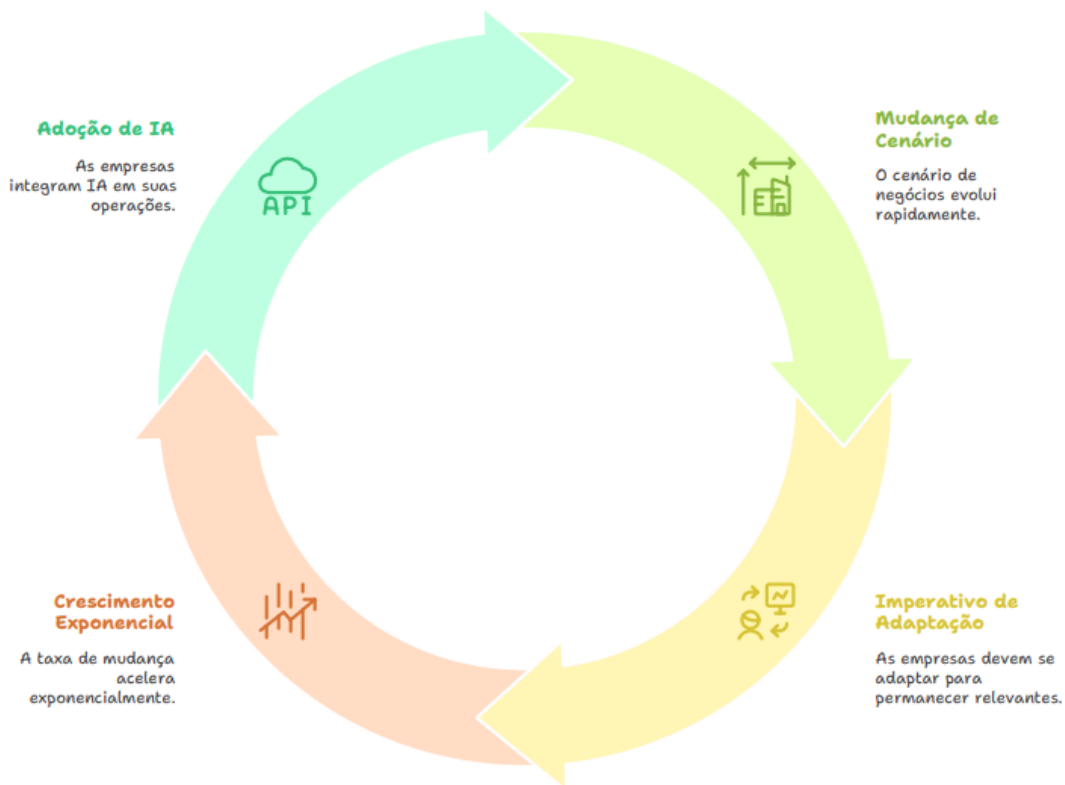 Adoção de IA
As empresas
integram IA em suas
operações.
API
Mudança de
Cenário
O cenário de
negócios evolui
rapidamente.
Crescimento
Exponencial
A taxa de mudança
acelera
exponencialmente.
Imperativo de
Adaptação
As empresas devem se
adaptar para
permanecer relevantes.